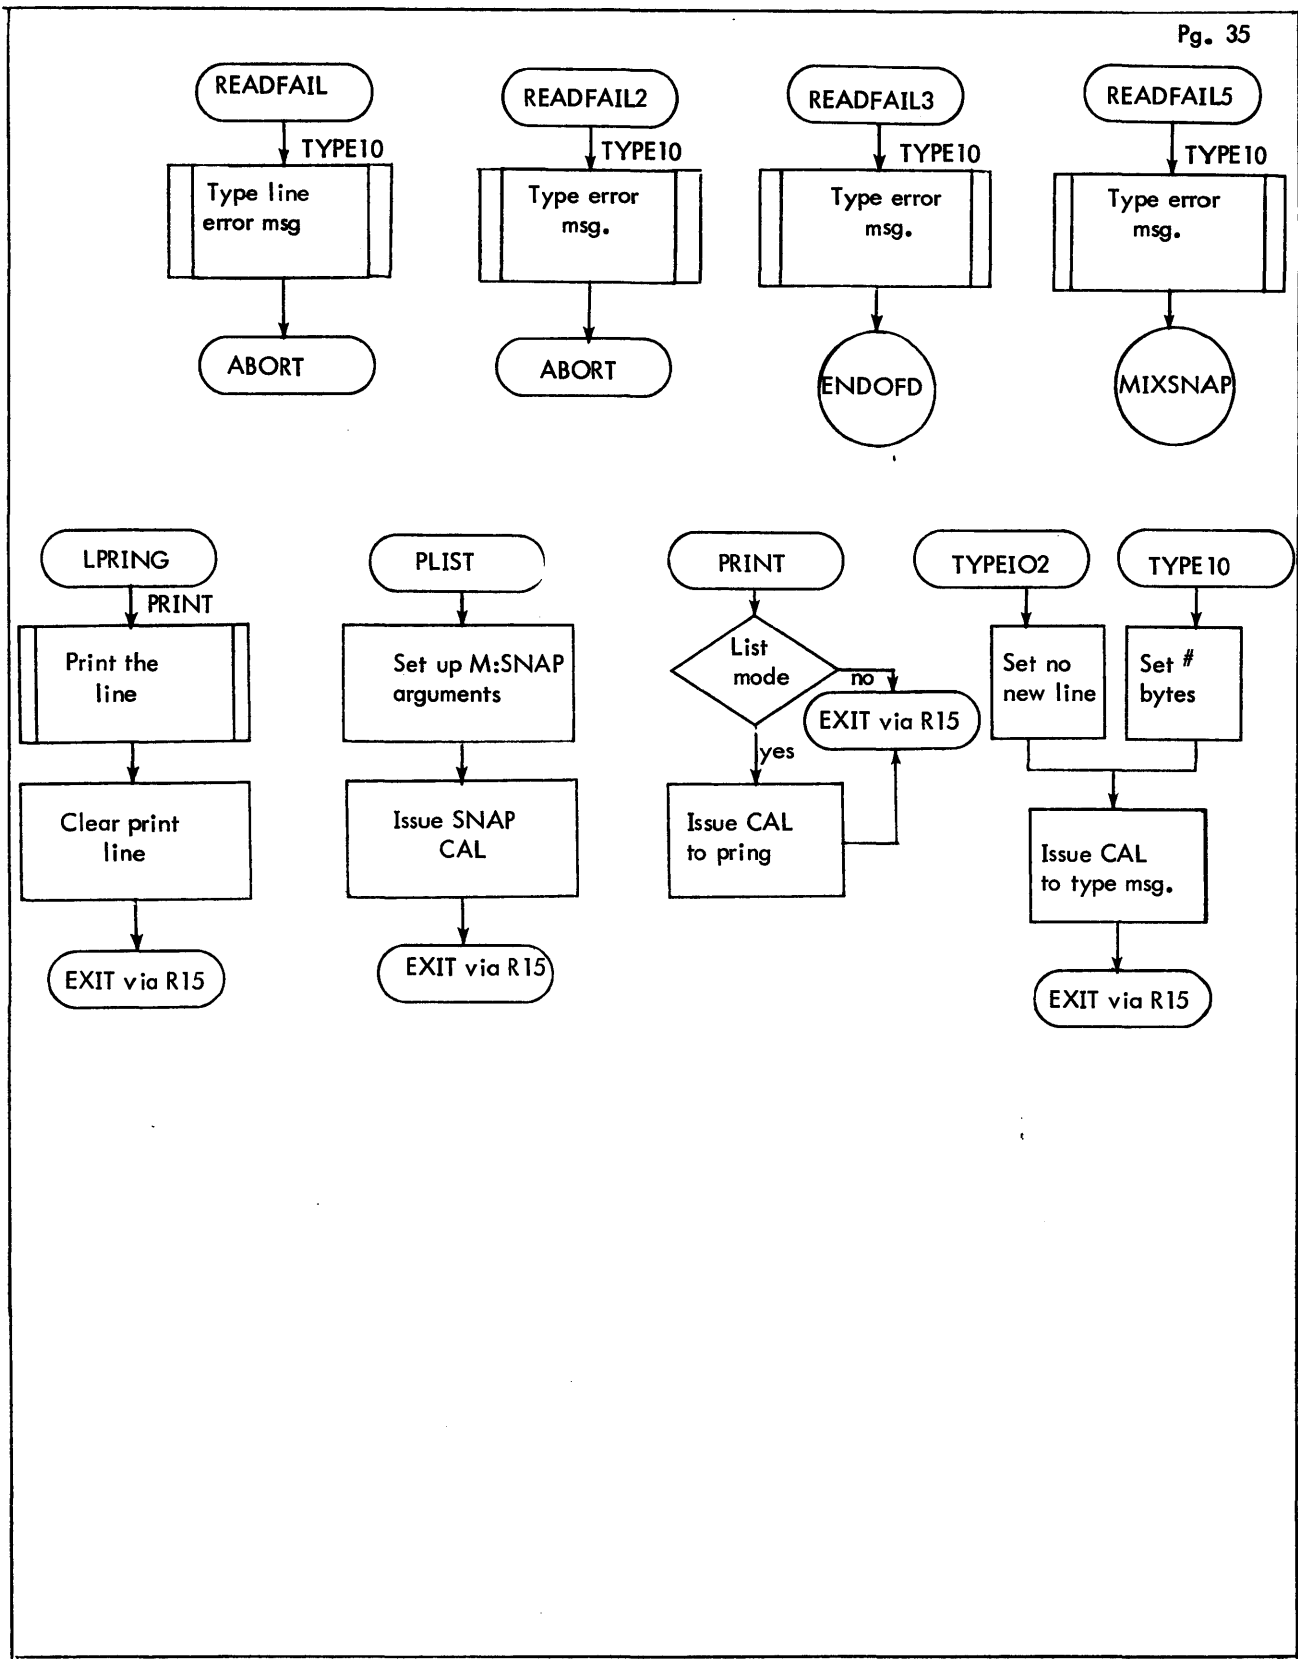 Pg. 35
READFAIL
TYPE10
Type line
error msg
ABORT
READFAIL2
TYPE10
Type error
msg.
ABORT
READFAIL3
TYPE10
Type error
msg.
ENDOFD
READFAIL5
TYPE10
Type error
msg.
MIXSNAP
LPRING
PRINT
Print the
line
Clear print
line
EXIT via R15
PLIST
Set up M:SNAP
arguments
Issue SNAP
CAL
EXIT via R15
PRINT
List
mode
no
EXIT via R15
yes
Issue CAL
to pring
TYPEIO2
Set no
new line
TYPE10
Set #
bytes
Issue CAL
to type msg.
EXIT via R15